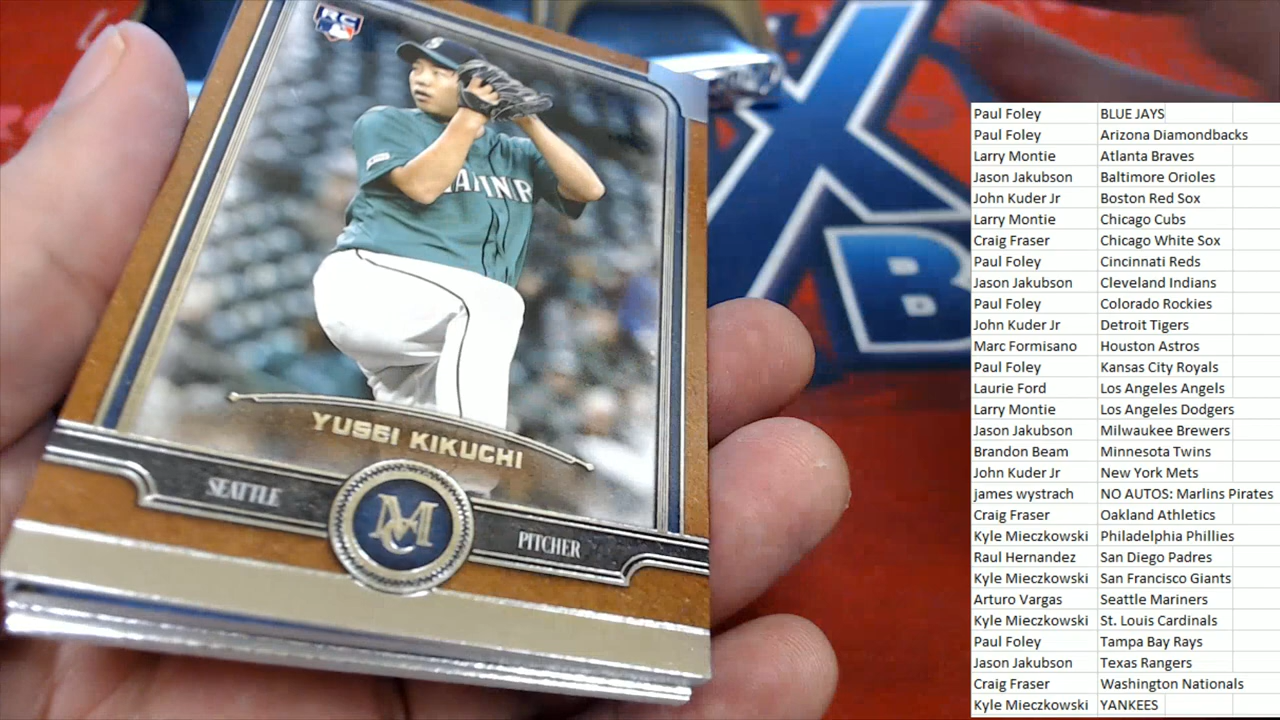 RC
MARINER
YUSEI KIKUCHI
SEATTLE
MC
PITCHER
X
B
Paul Foley BLUE JAYS
Paul Foley Arizona Diamondbacks
Larry Montie Atlanta Braves
Jason Jakubson Baltimore Orioles
John Kuder Jr Boston Red Sox
Larry Montie Chicago Cubs
Craig Fraser Chicago White Sox
Paul Foley Cincinnati Reds
Jason Jakubson Cleveland Indians
Paul Foley Colorado Rockies
John Kuder Jr Detroit Tigers
Marc Formisano Houston Astros
Paul Foley Kansas City Royals
Laurie Ford Los Angeles Angels
Larry Montie Los Angeles Dodgers
Jason Jakubson Milwaukee Brewers
Brandon Beam Minnesota Twins
John Kuder Jr New York Mets
james wystrach NO AUTOS: Marlins Pirates
Craig Fraser Oakland Athletics
Kyle Mieczkowski Philadelphia Phillies
Raul Hernandez San Diego Padres
Kyle Mieczkowski San Francisco Giants
Arturo Vargas Seattle Mariners
Kyle Mieczkowski St. Louis Cardinals
Paul Foley Tampa Bay Rays
Jason Jakubson Texas Rangers
Craig Fraser Washington Nationals
Kyle Mieczkowski YANKEES